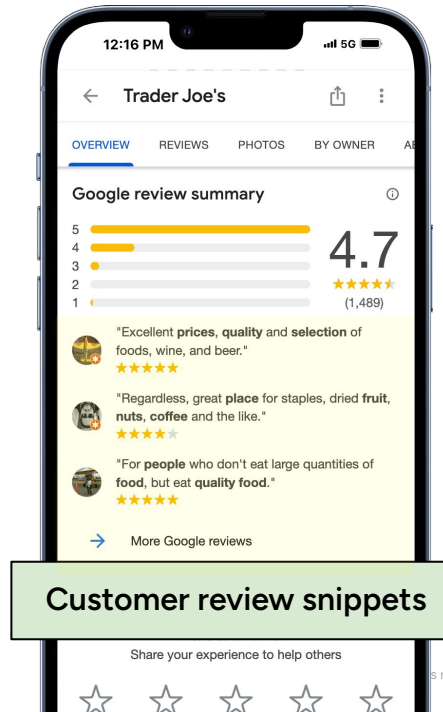 12:16 PM
5G
Trader Joe's
OVERVIEW REVIEWS PHOTOS BY OWNER
Google review summary
5
4
3
2
1
4.7
(1,489)
"Excellent prices, quality and selection of
foods, wine, and beer."
"Regardless, great place for staples, dried fruit,
nuts, coffee and the like."
"For people who don't eat large quantities of
food, but eat quality food."
More Google reviews
Customer review snippets
Share your experience to help others